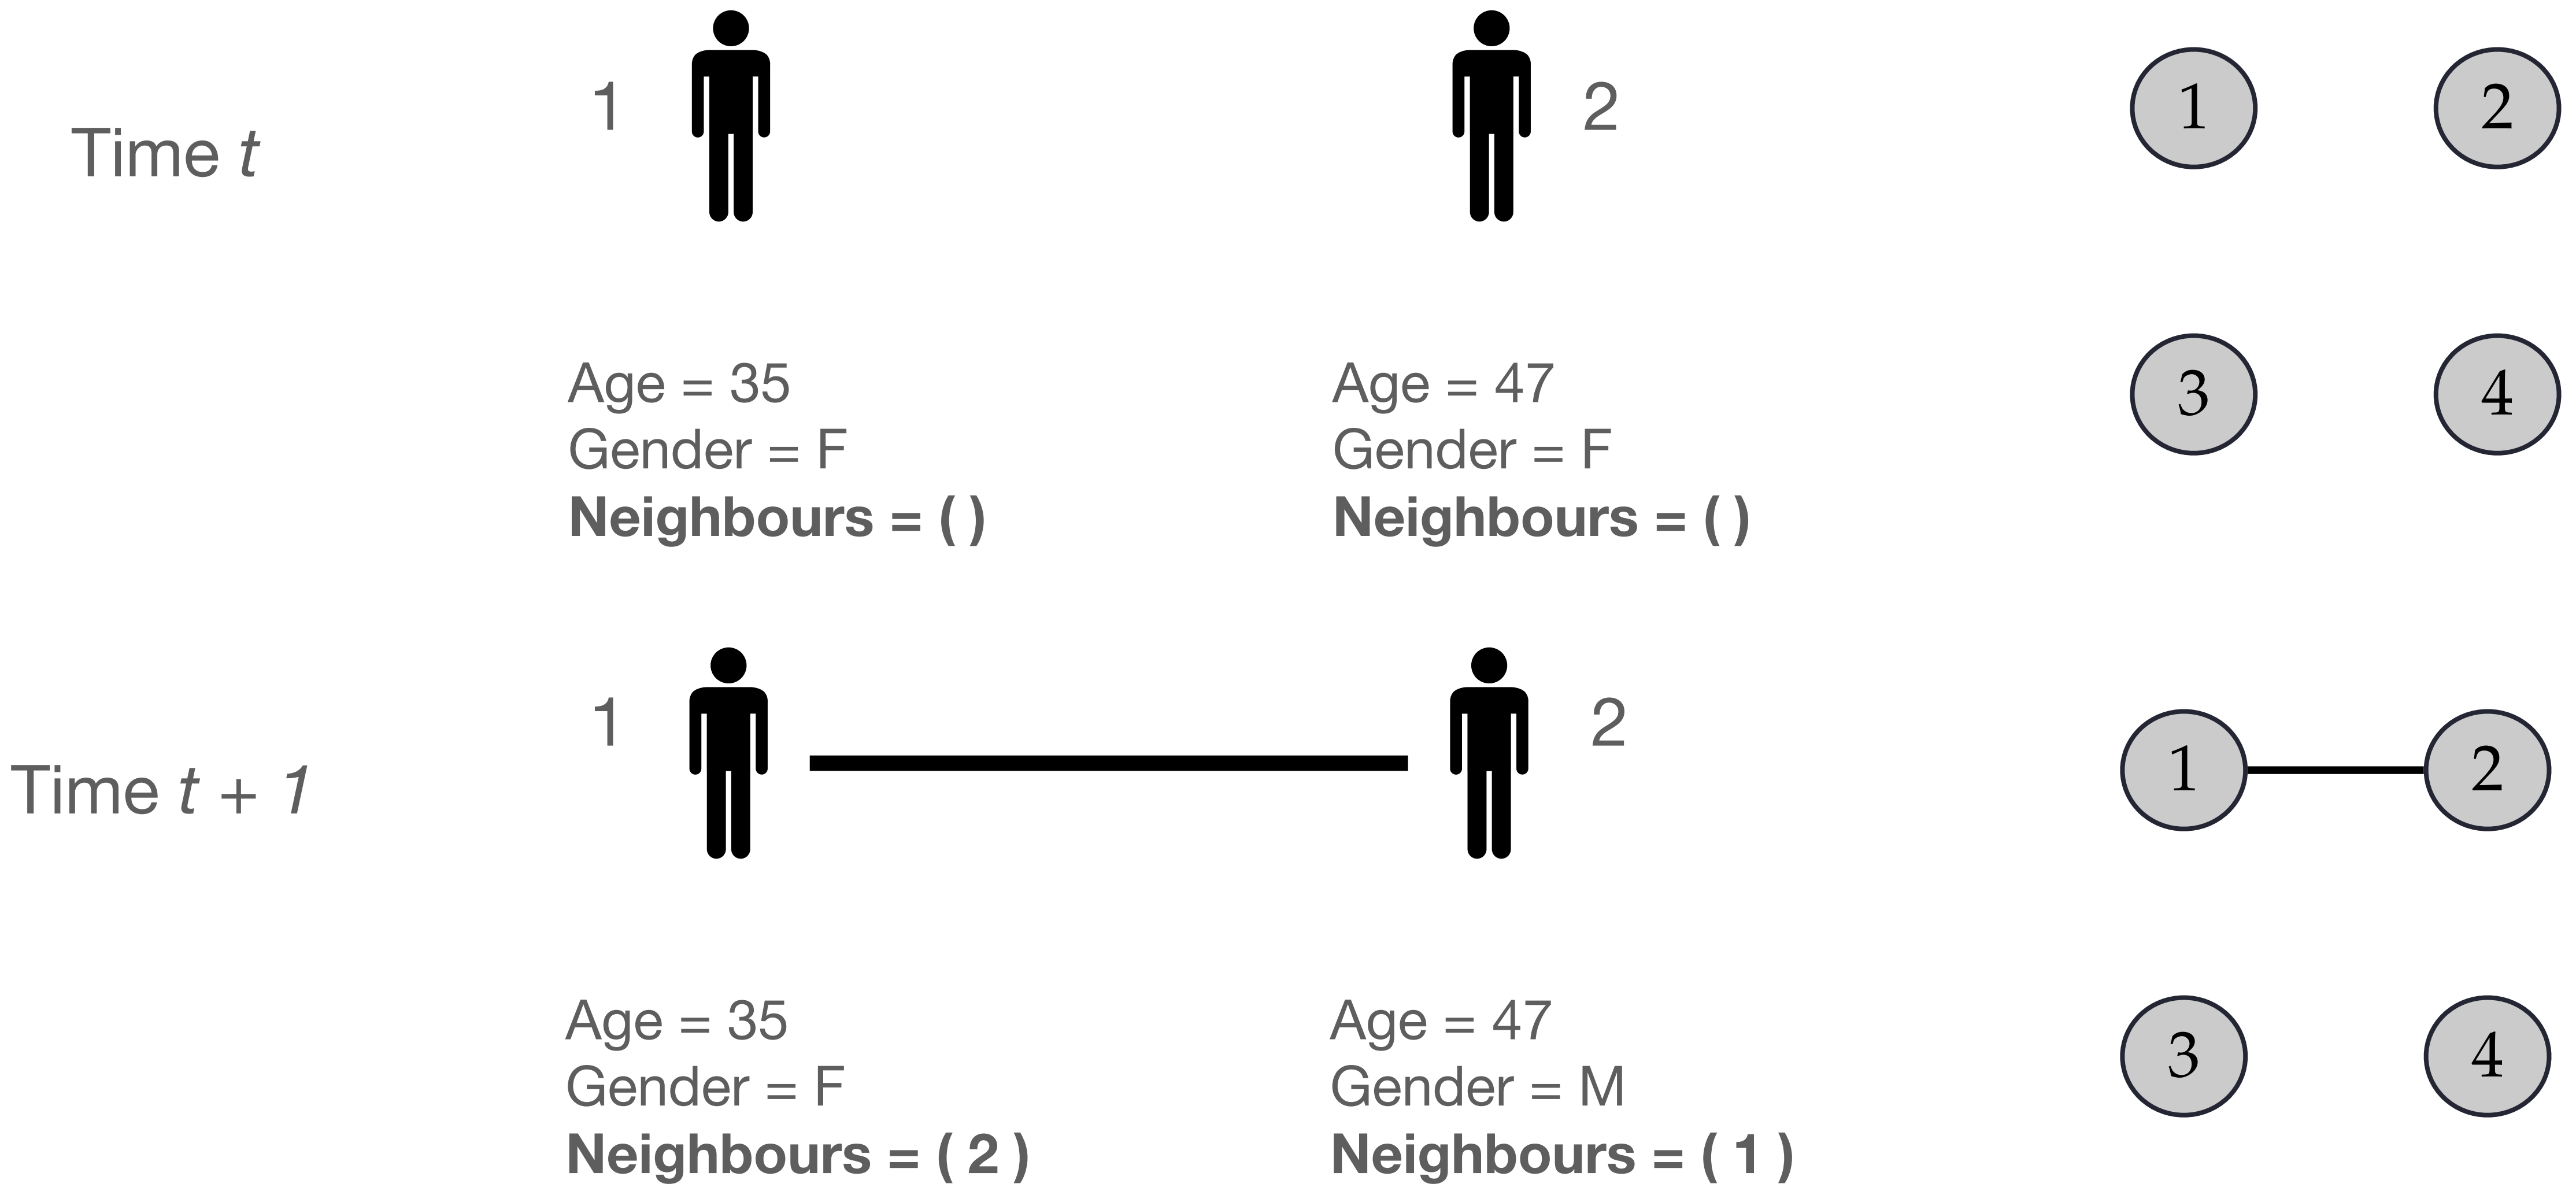 1
2
1
2
Time t
3
4
Age = 35
Age = 47
Gender = F
Gender = F
Neighbours = ( )
Neighbours = ( )
1
2
1
2
Time t + 1
3
4
Age = 35
Age = 47
Gender = F
Gender = M
Neighbours = ( 2 )
Neighbours = ( 1 )